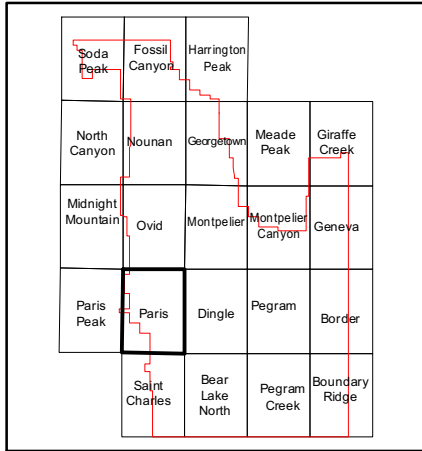 Soda
Peak
Fossil
Canyon
Harrington
Peak
North
Canyon
Nounan
Georgetown
Meade
Peak
Giraffe
Creek
Midnight
Mountain
Ovid
Montpelier
Montpelier
Canyon
Geneva
Paris
Peak
Paris
Dingle
Pegram
Border
Saint
Charles
Bear
Lake
North
Pegram
Creek
Boundary
Ridge